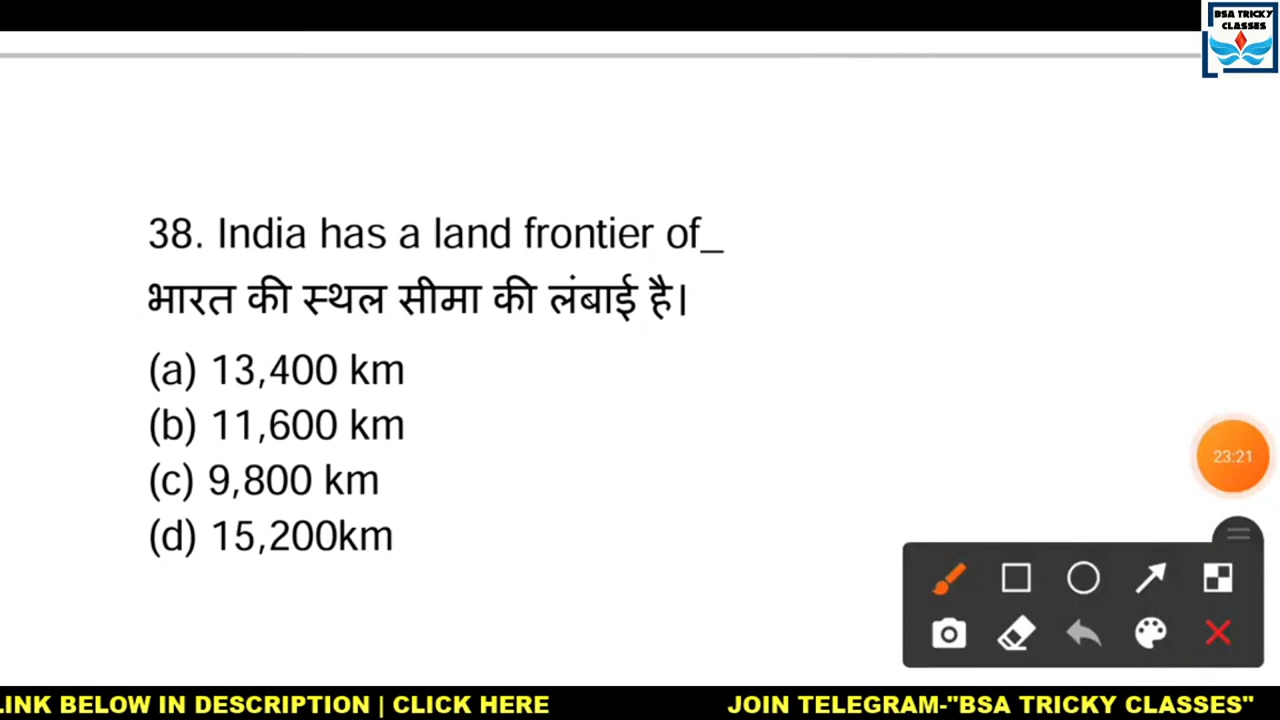 BSA TRICKY
CLASSES
38. India has a land frontier of_
भारत की स्थल सीमा की लंबाई है।
(a) 13,400 km
(b) 11,600 km
(c) 9,800 km
(d) 15,200km
23:21
LINK BELOW IN DESCRIPTION | CLICK HERE
JOIN TELEGRAM-"BSA TRICKY CLASSES"